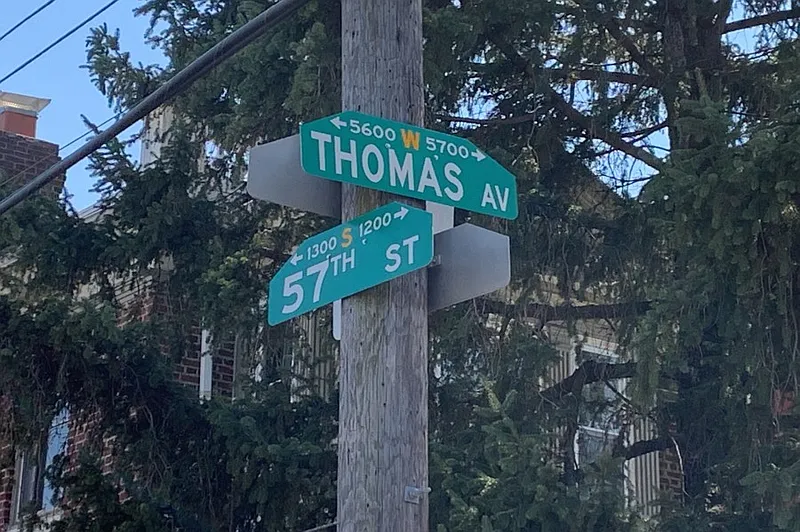 ← 5600 W 5700 →
THOMAS AV
← 1300 S 1200 →
57TH ST